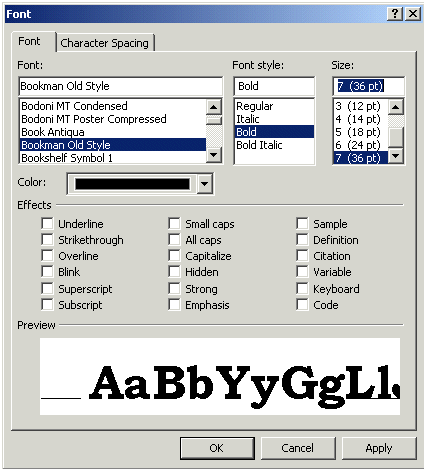 Font
Font
Character Spacing
Font: Font style: Size:
Bookman Old Style Bold 7 (36 pt)
Bodoni MT Condensed Regular 3 (12 pt)
Bodoni MT Poster Compressed Italic 4 (14 pt)
Book Antiqua Bold 5 (18 pt)
Bookman Old Style Bold Italic 6 (24 pt)
Bookshelf Symbol 1 7 (36 pt)
Color:
Effects
Underline Small caps Sample
Strikethrough All caps Definition
Overline Capitalize Citation
Blink Hidden Variable
Superscript Strong Keyboard
Subscript Emphasis Code
Preview
AaBbYyGgLl
OK Cancel Apply